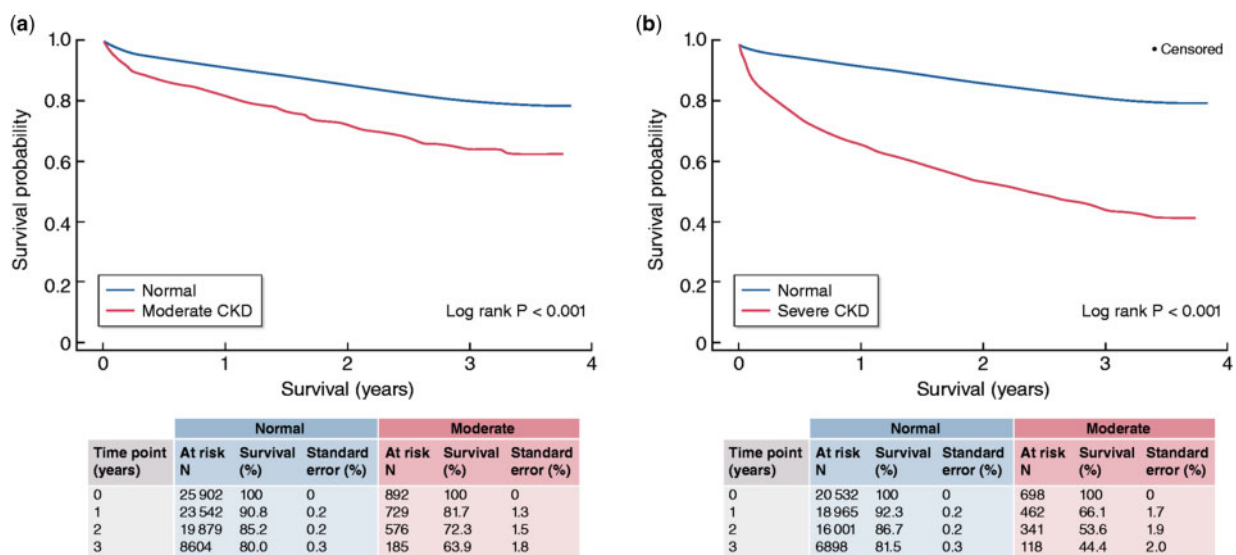 (a)
1.0
0.8
0.6
0.4
0.2
0
Survival probability
Normal
Moderate CKD
Log rank P < 0.001
0 1 2 3 4
Survival (years)
Normal Moderate
Time point (years) At risk N Survival (%) Standard error (%) At risk N Survival (%) Standard error (%)
0 25 902 100 0 892 100 0
1 23 542 90.8 0.2 729 81.7 1.3
2 19 879 85.2 0.2 576 72.3 1.5
3 8604 80.0 0.3 185 63.9 1.8
(b)
1.0
0.8
0.6
0.4
0.2
0
Survival probability
• Censored
Normal
Severe CKD
Log rank P < 0.001
0 1 2 3 4
Survival (years)
Normal Moderate
Time point (years) At risk N Survival (%) Standard error (%) At risk N Survival (%) Standard error (%)
0 20 532 100 0 698 100 0
1 18 965 92.3 0.2 462 66.1 1.7
2 16 001 86.7 0.2 341 53.6 1.9
3 6898 81.5 0.3 118 44.4 2.0